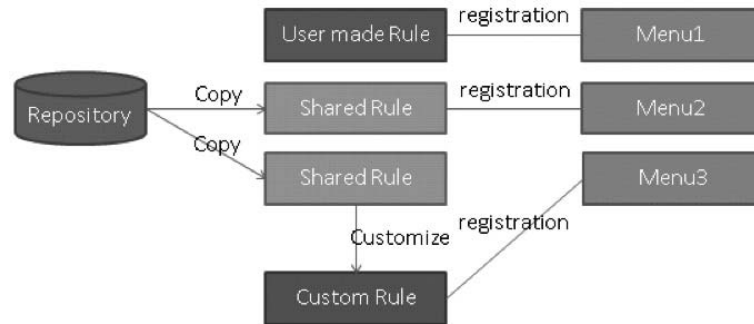 registration
User made Rule
Menu1
Copy
registration
Repository
Shared Rule
Menu2
Copy
Shared Rule
Menu3
registration
Customize
Custom Rule